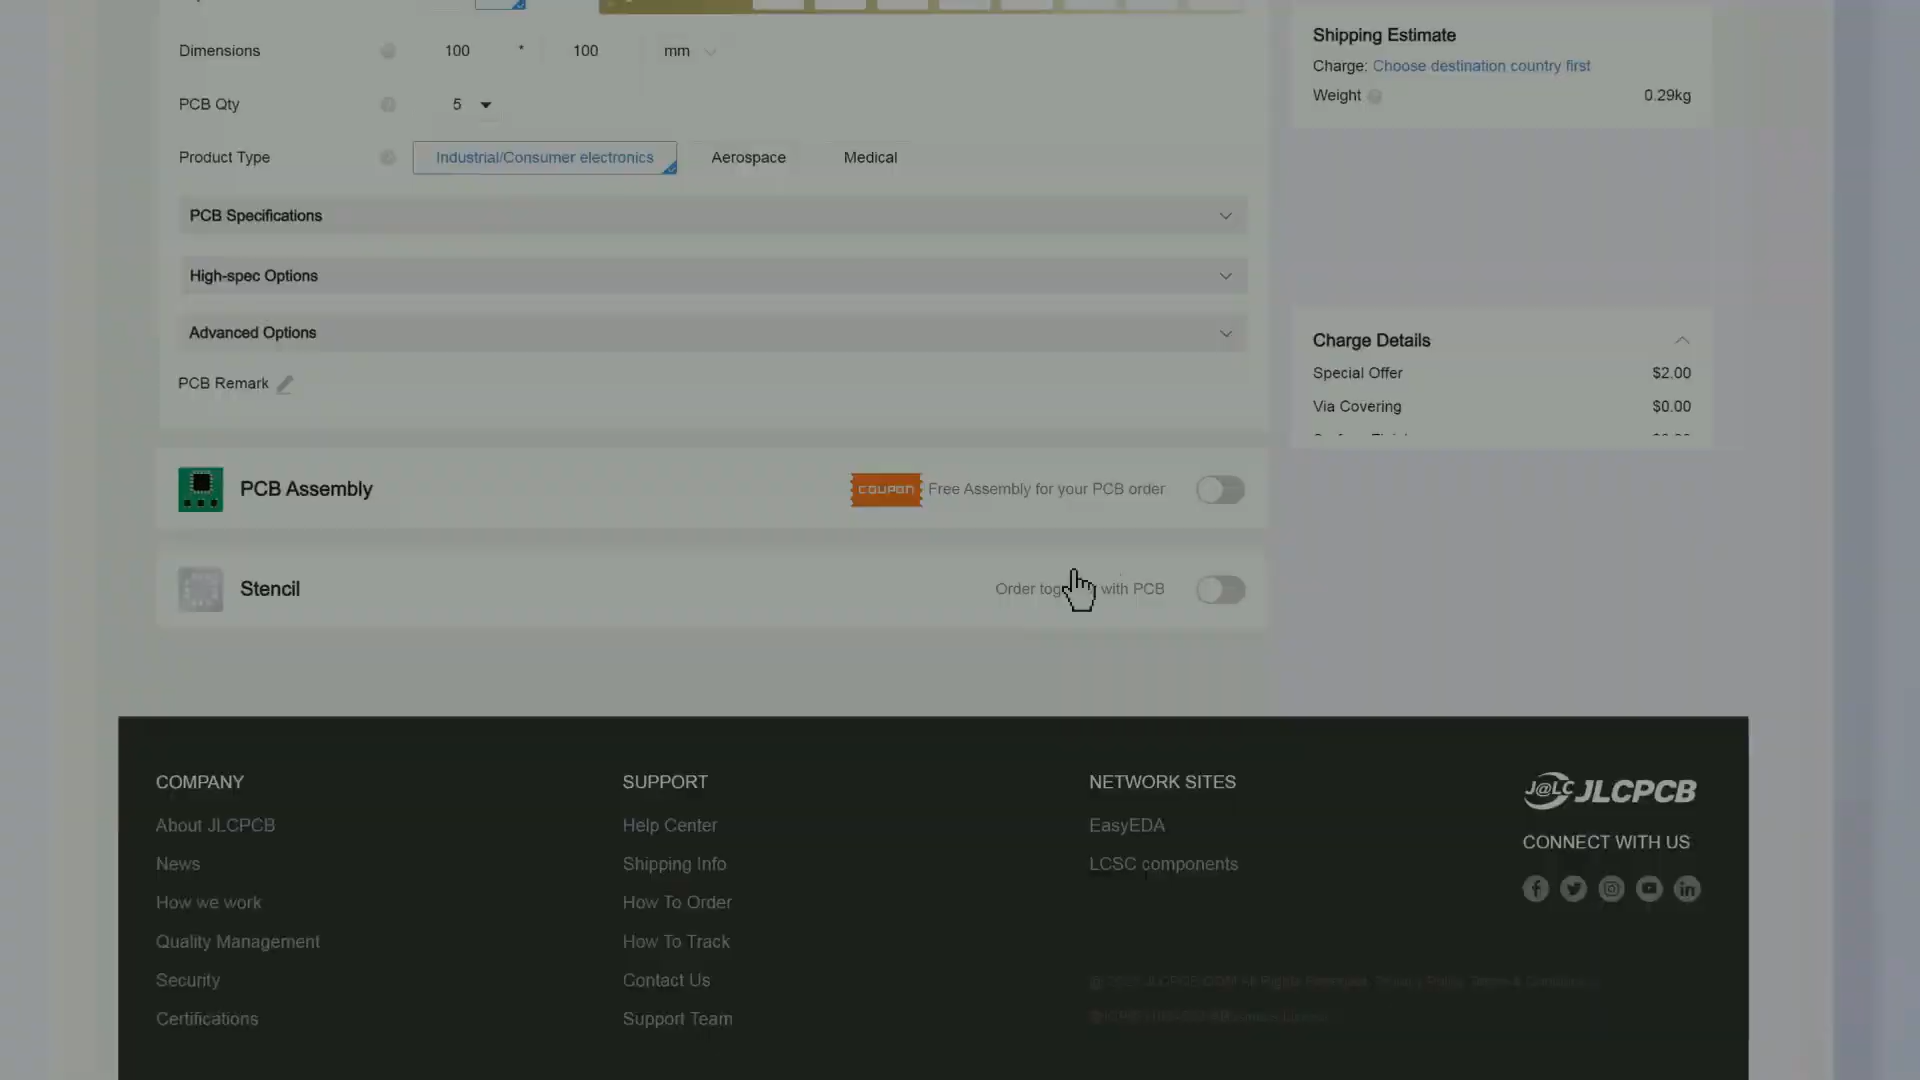 Dimensions 100 * 100 mm
PCB Qty 5
Product Type Industrial/Consumer electronics Aerospace Medical
PCB Specifications
High-spec Options
Advanced Options
PCB Remark
Shipping Estimate
Charge: Choose destination country first
Weight 0.29kg
Charge Details
Special Offer $2.00
Via Covering $0.00
PCB Assembly COUPON Free Assembly for your PCB order
Stencil Order tog with PCB
COMPANY
About JLCPCB
News
How we work
Quality Management
Security
Certifications
SUPPORT
Help Center
Shipping Info
How To Order
How To Track
Contact Us
Support Team
NETWORK SITES
EasyEDA
LCSC components
J@LC JLCPCB
CONNECT WITH US
All Rights Reserved.